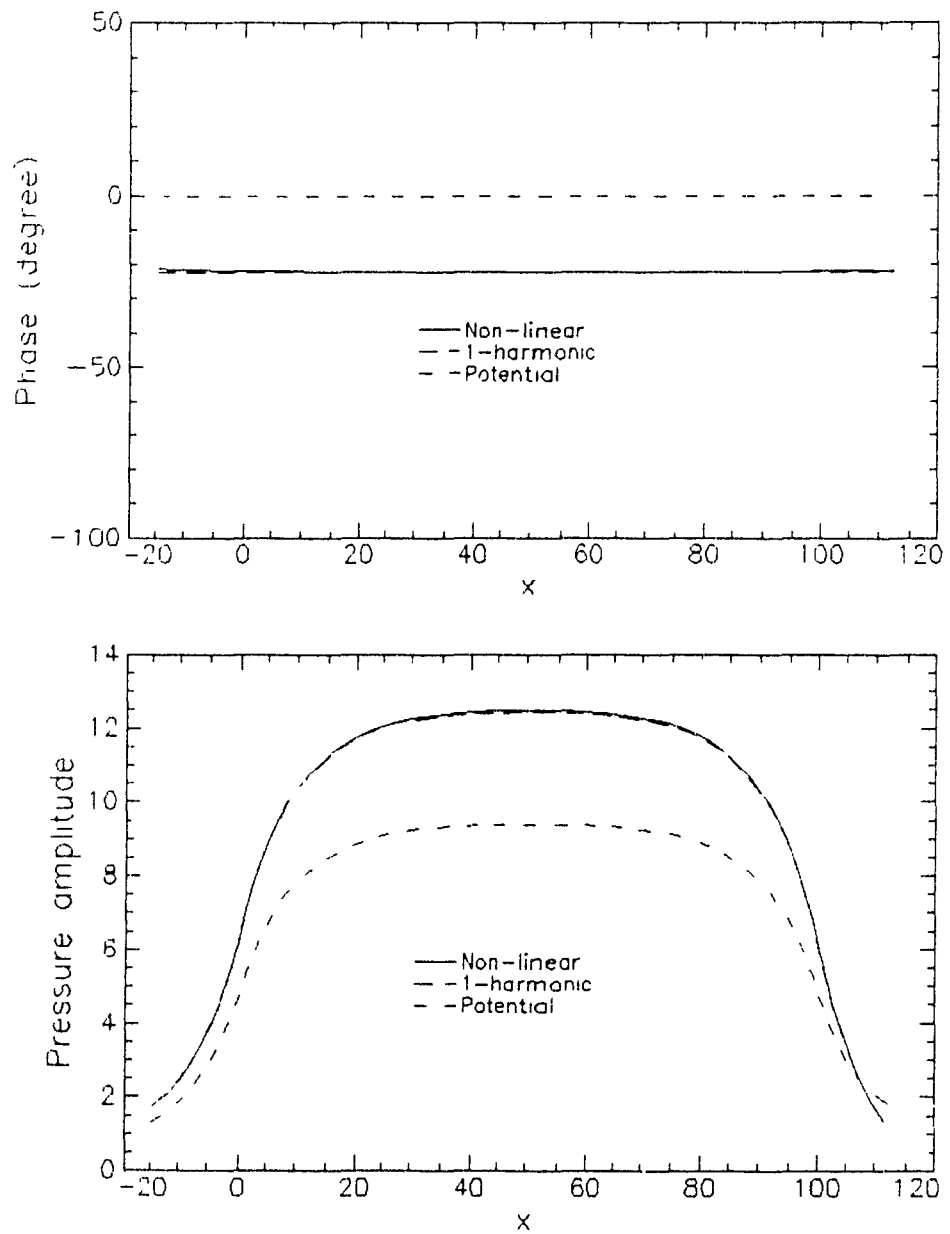 50
0
-50
-100
Phase (degree)
Non-linear
1-harmonic
Potential
-20 0 20 40 60 80 100 120
x
14
12
10
8
6
4
2
0
Pressure amplitude
Non-linear
1-harmonic
Potential
-20 0 20 40 60 80 100 120
x